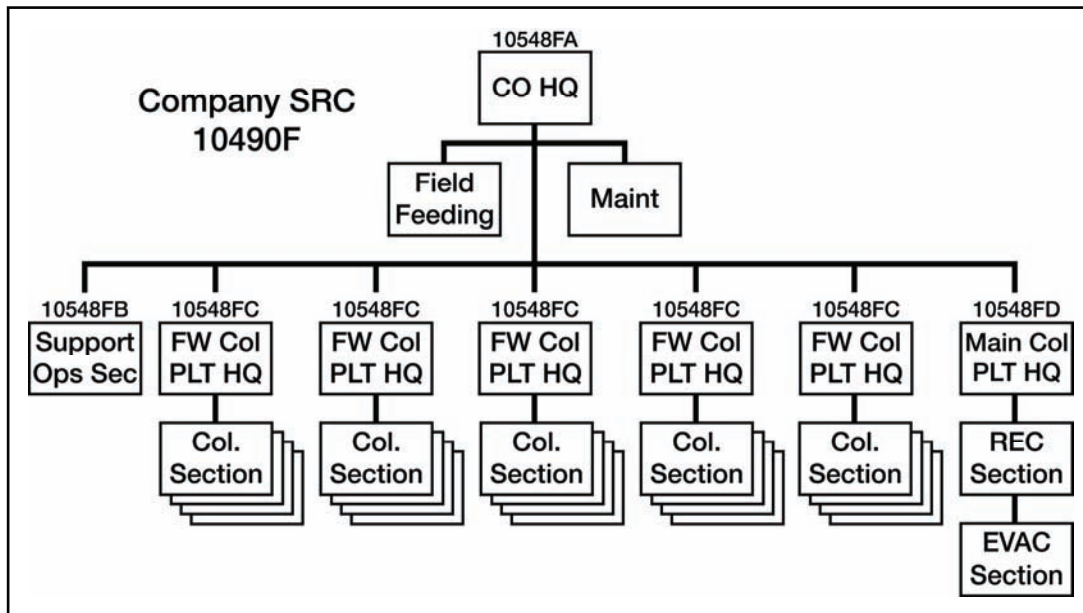 10548FA
CO HQ
Company SRC
10490F
Field
Feeding
Maint
10548FB
Support
Ops Sec
10548FC
FW Col
PLT HQ
Col.
Section
10548FC
FW Col
PLT HQ
Col.
Section
10548FC
FW Col
PLT HQ
Col.
Section
10548FC
FW Col
PLT HQ
Col.
Section
10548FC
FW Col
PLT HQ
Col.
Section
10548FD
Main Col
PLT HQ
REC
Section
EVAC
Section